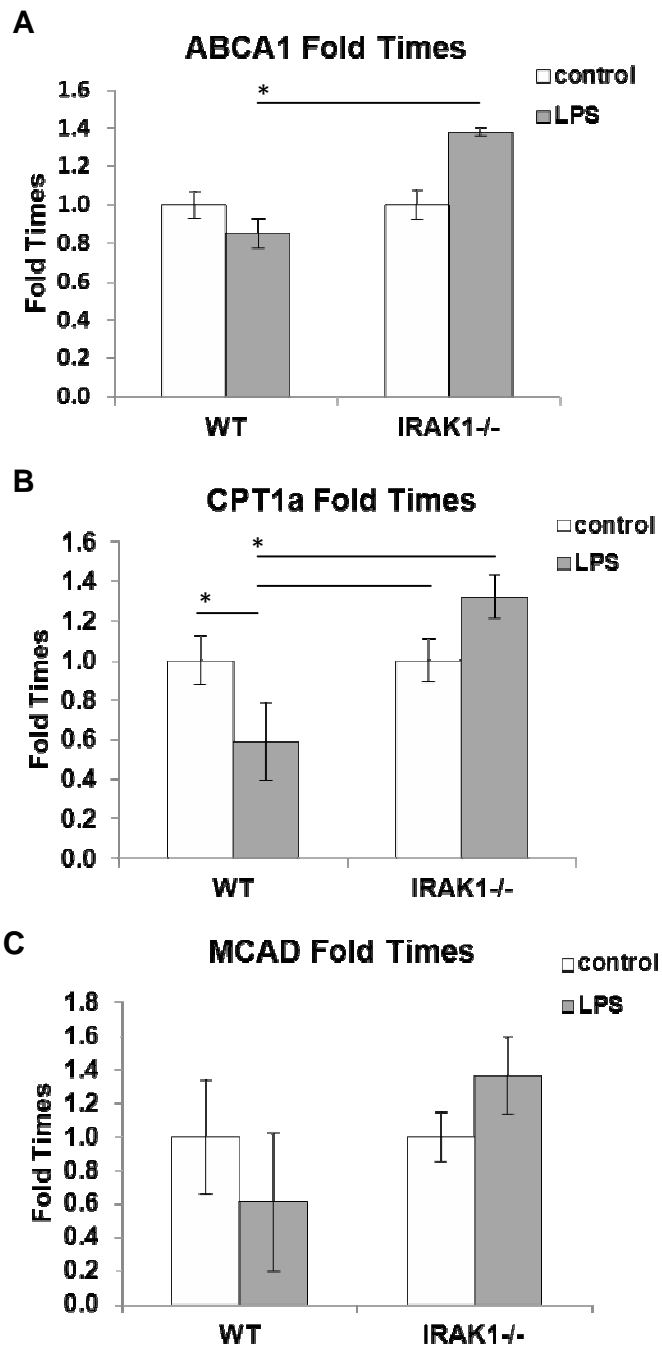 A
ABCA1 Fold Times
control
LPS
*
Fold Times
1.6
1.4
1.2
1.0
0.8
0.6
0.4
0.2
0.0
WT IRAK1-/-
B
CPT1a Fold Times
control
LPS
*
*
Fold Times
1.6
1.4
1.2
1.0
0.8
0.6
0.4
0.2
0.0
WT IRAK1-/-
C
MCAD Fold Times
control
LPS
Fold Times
1.8
1.6
1.4
1.2
1.0
0.8
0.6
0.4
0.2
0.0
WT IRAK1-/-